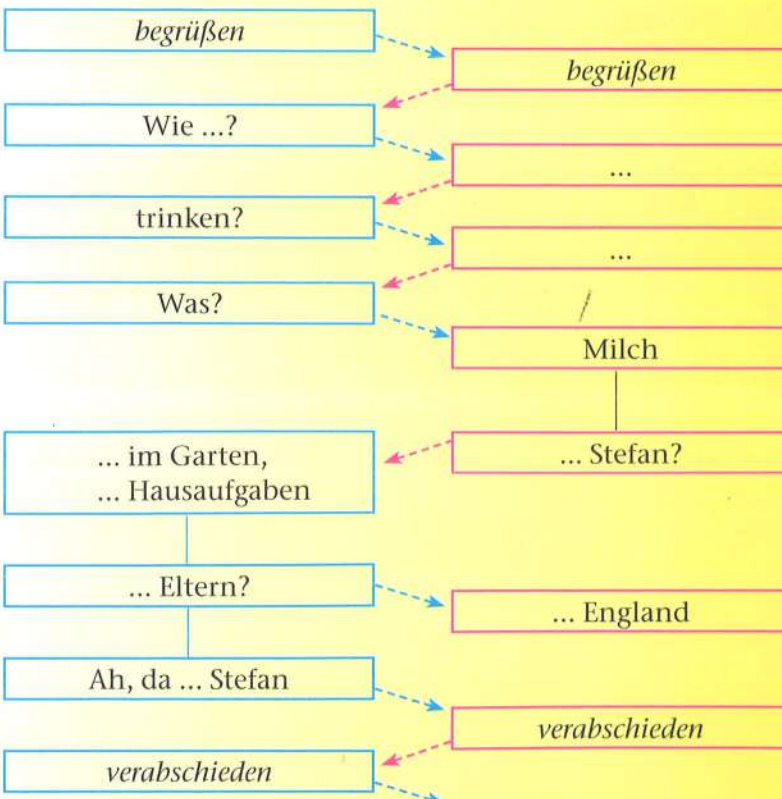 begrüßen
begrüßen
Wie ...?
...
trinken?
...
Was?
Milch
... Stefan?
... im Garten,
... Hausaufgaben
... Eltern?
... England
Ah, da ... Stefan
verabschieden
verabschieden